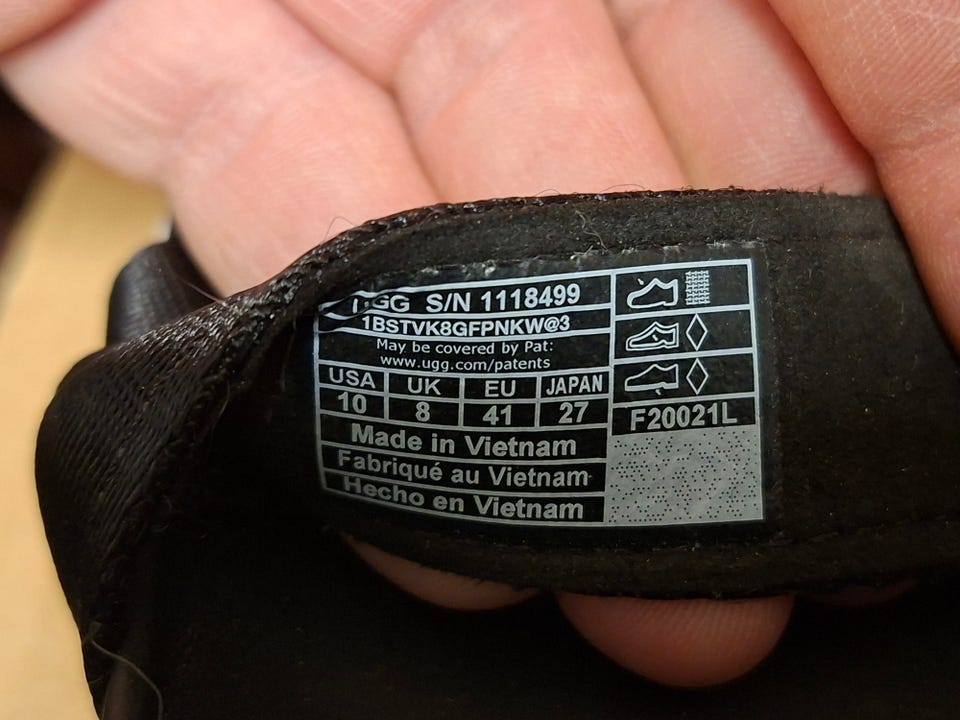 UGG S/N 1118499
1BSTVK8GFPNKW@3
May be covered by Pat:
www.ugg.com/patents
USA UK EU JAPAN
10 8 41 27
F20021L
Made in Vietnam
Fabriqué au Vietnam
Hecho en Vietnam